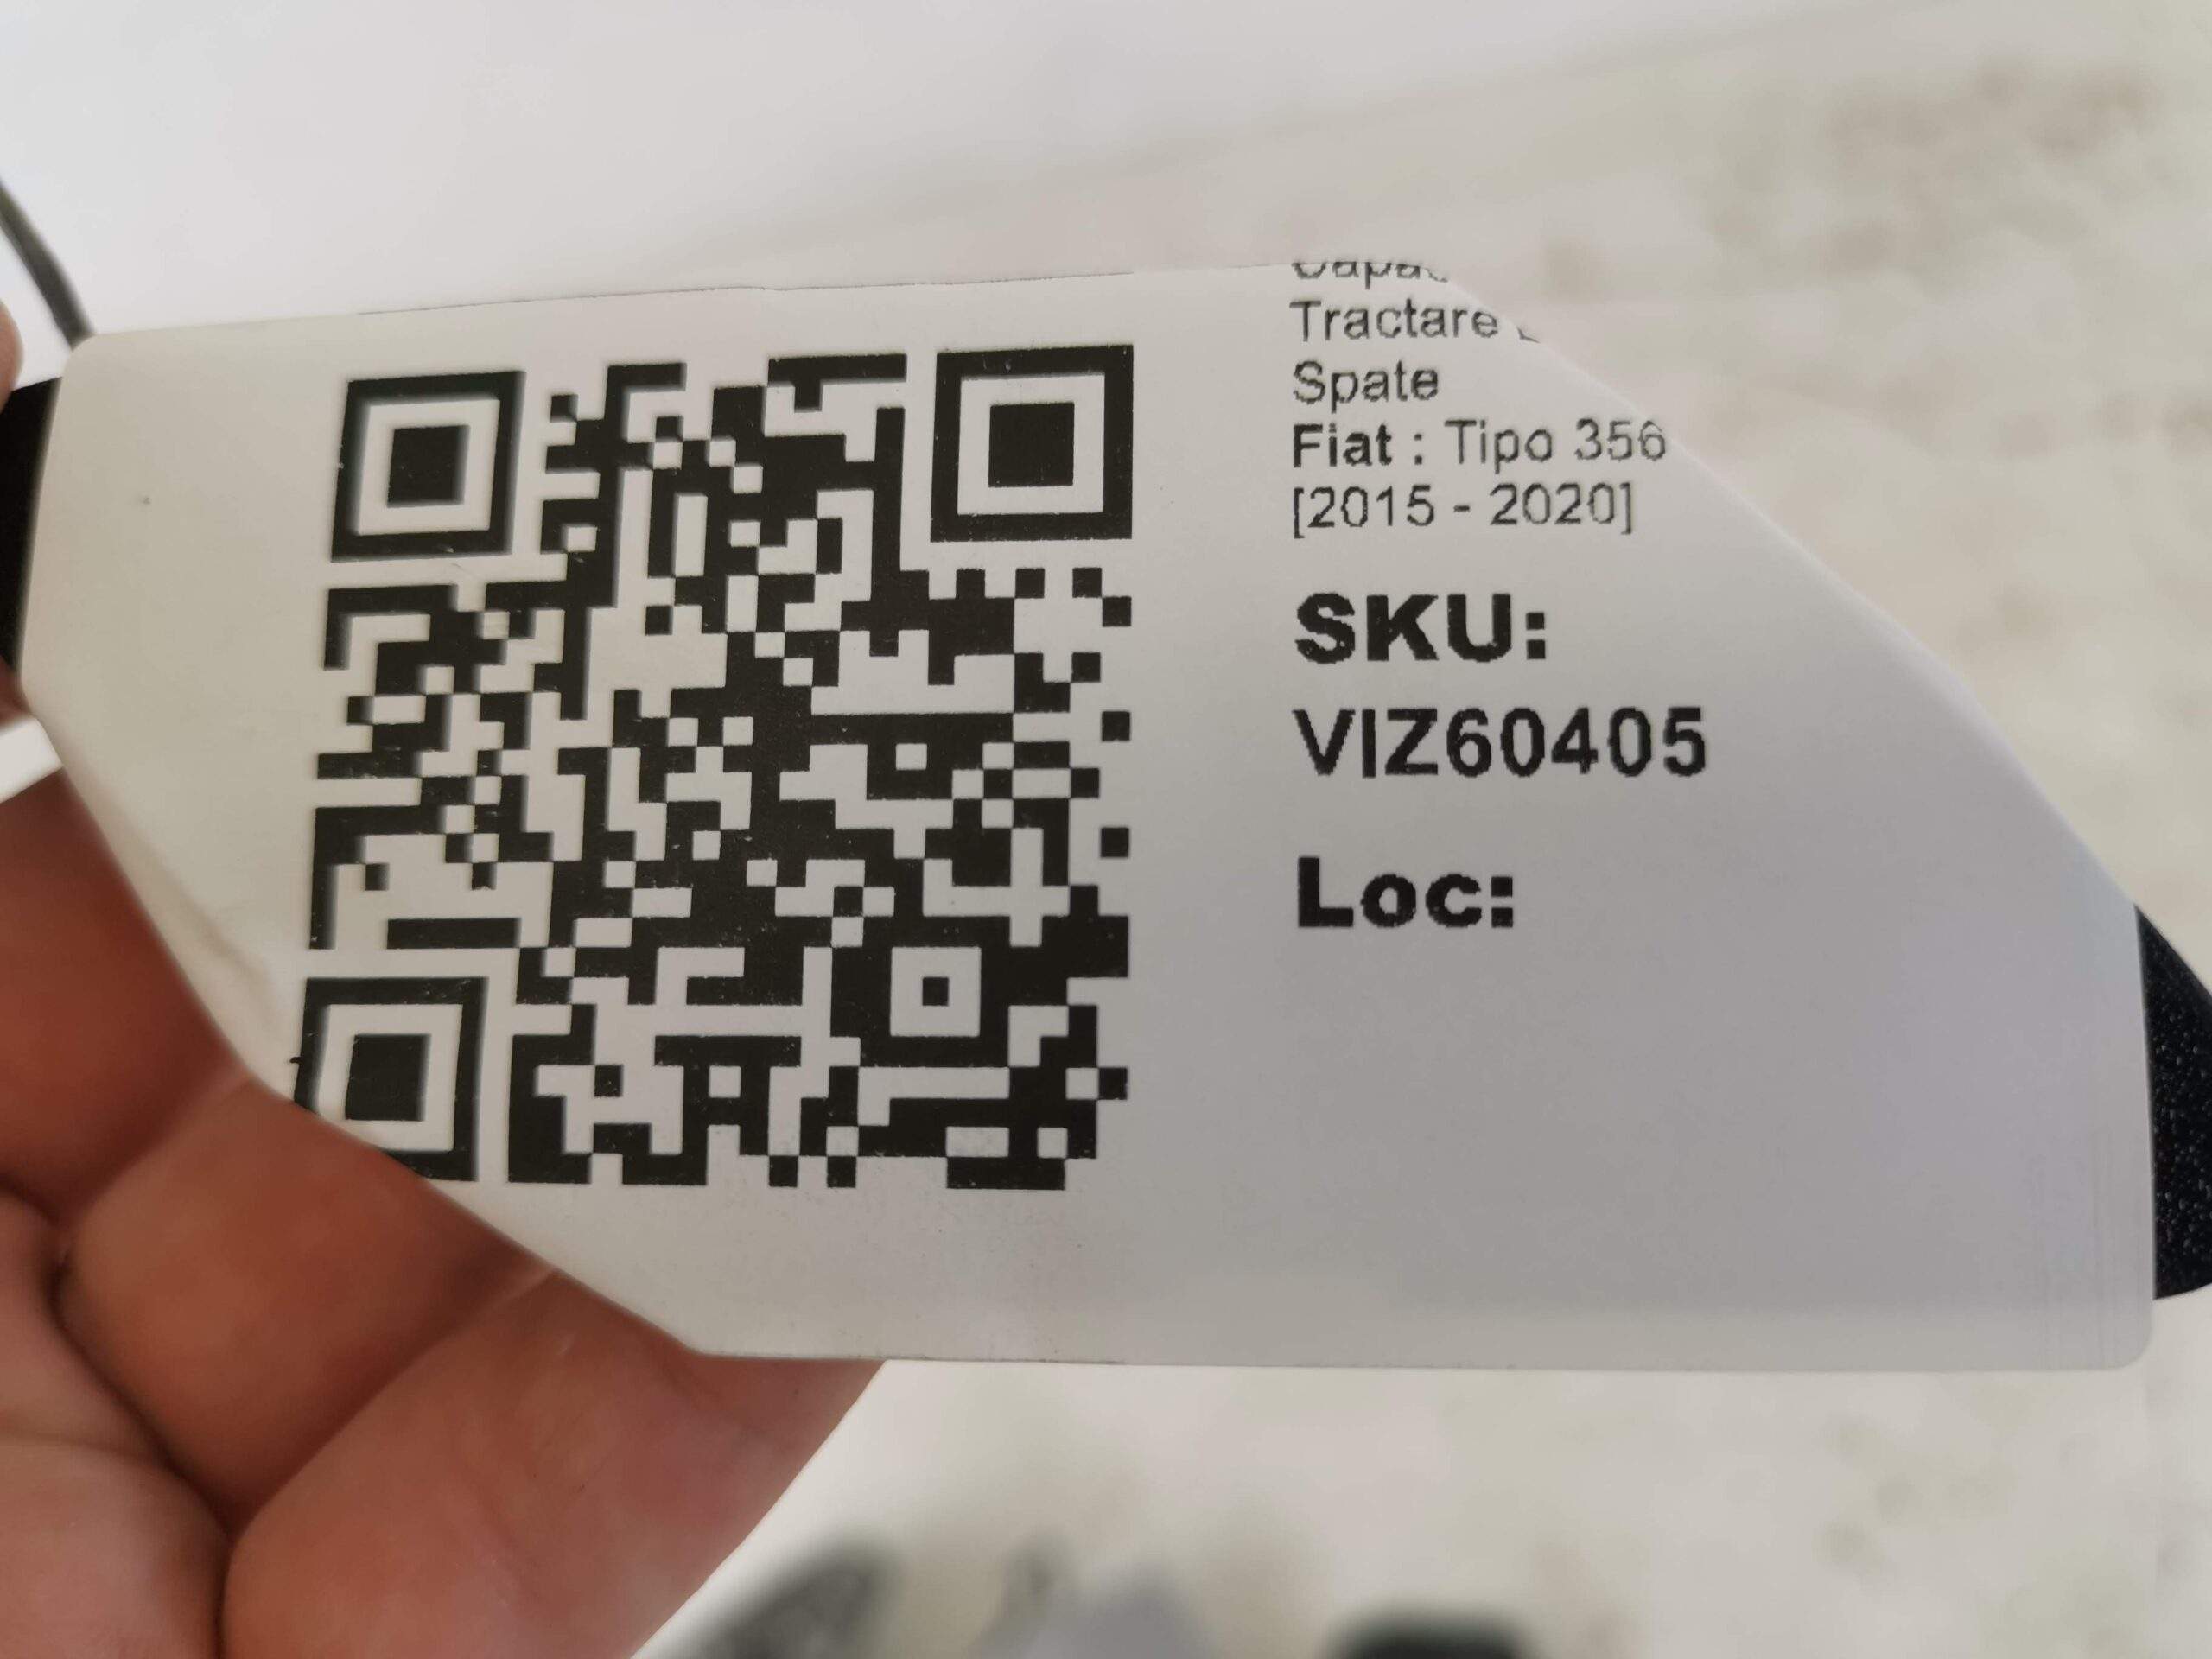 Tractare
Spate
Fiat : Tipo 356
[2015 - 2020]
SKU:
VIZ60405
Loc: